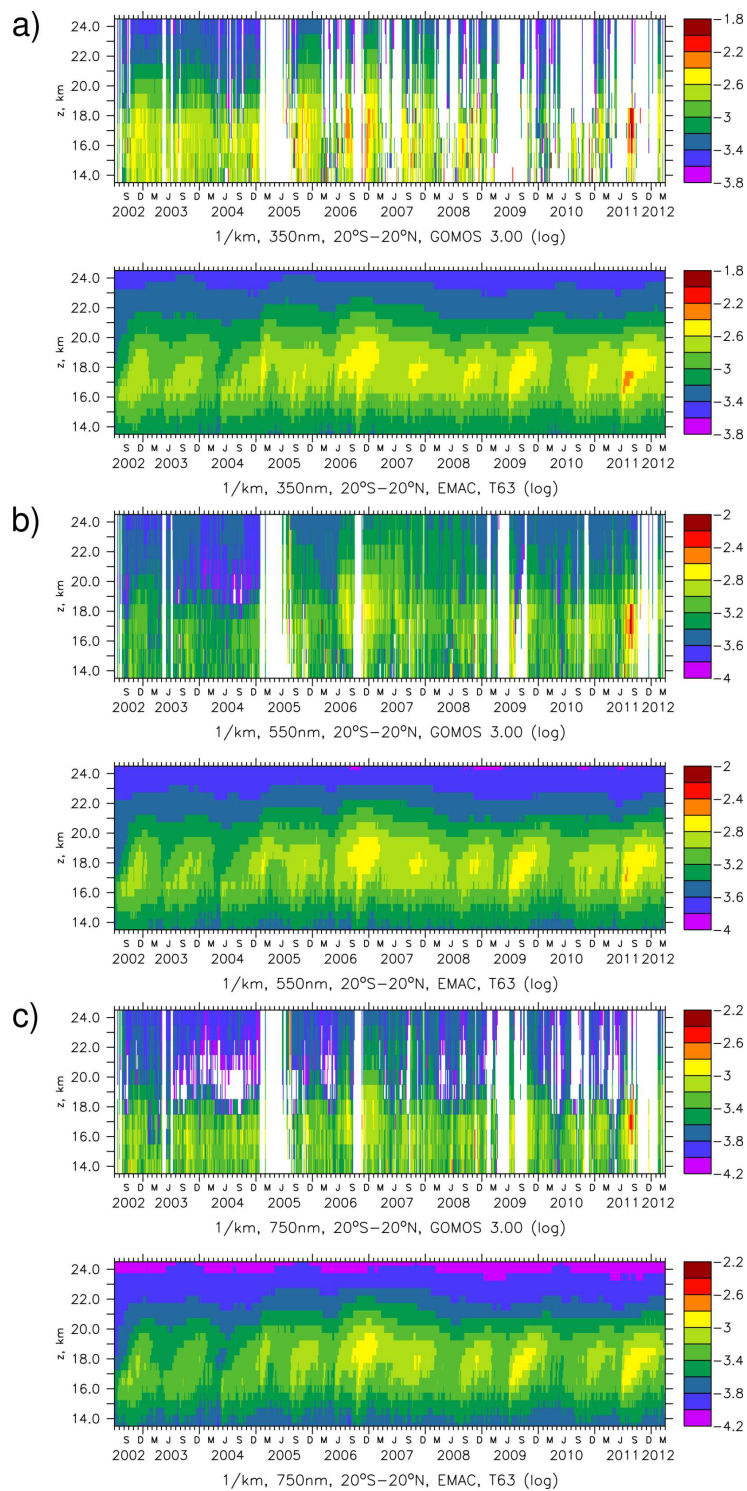 a)
24.0
22.0
20.0
18.0
16.0
14.0
z, km
-1.8
-2.2
-2.6
-3
-3.4
-3.8
S D M J S D M J S D M J S D M J S D M J S D M J S D M J S D M J S D M J S D M
2002 2003 2004 2005 2006 2007 2008 2009 2010 2011 2012
1/km, 350nm, 20°S-20°N, GOMOS 3.00 (log)
24.0
22.0
20.0
18.0
16.0
14.0
z, km
-1.8
-2.2
-2.6
-3
-3.4
-3.8
S D M J S D M J S D M J S D M J S D M J S D M J S D M J S D M J S D M J S D M
2002 2003 2004 2005 2006 2007 2008 2009 2010 2011 2012
1/km, 350nm, 20°S-20°N, EMAC, T63 (log)
b)
24.0
22.0
20.0
18.0
16.0
14.0
z, km
-2
-2.4
-2.8
-3.2
-3.6
-4
S D M J S D M J S D M J S D M J S D M J S D M J S D M J S D M J S D M J S D M
2002 2003 2004 2005 2006 2007 2008 2009 2010 2011 2012
1/km, 550nm, 20°S-20°N, GOMOS 3.00 (log)
24.0
22.0
20.0
18.0
16.0
14.0
z, km
-2
-2.4
-2.8
-3.2
-3.6
-4
S D M J S D M J S D M J S D M J S D M J S D M J S D M J S D M J S D M J S D M
2002 2003 2004 2005 2006 2007 2008 2009 2010 2011 2012
1/km, 550nm, 20°S-20°N, EMAC, T63 (log)
c)
24.0
22.0
20.0
18.0
16.0
14.0
z, km
-2.2
-2.6
-3
-3.4
-3.8
-4.2
S D M J S D M J S D M J S D M J S D M J S D M J S D M J S D M J S D M J S D M
2002 2003 2004 2005 2006 2007 2008 2009 2010 2011 2012
1/km, 750nm, 20°S-20°N, GOMOS 3.00 (log)
24.0
22.0
20.0
18.0
16.0
14.0
z, km
-2.2
-2.6
-3
-3.4
-3.8
-4.2
S D M J S D M J S D M J S D M J S D M J S D M J S D M J S D M J S D M J S D M
2002 2003 2004 2005 2006 2007 2008 2009 2010 2011 2012
1/km, 750nm, 20°S-20°N, EMAC, T63 (log)